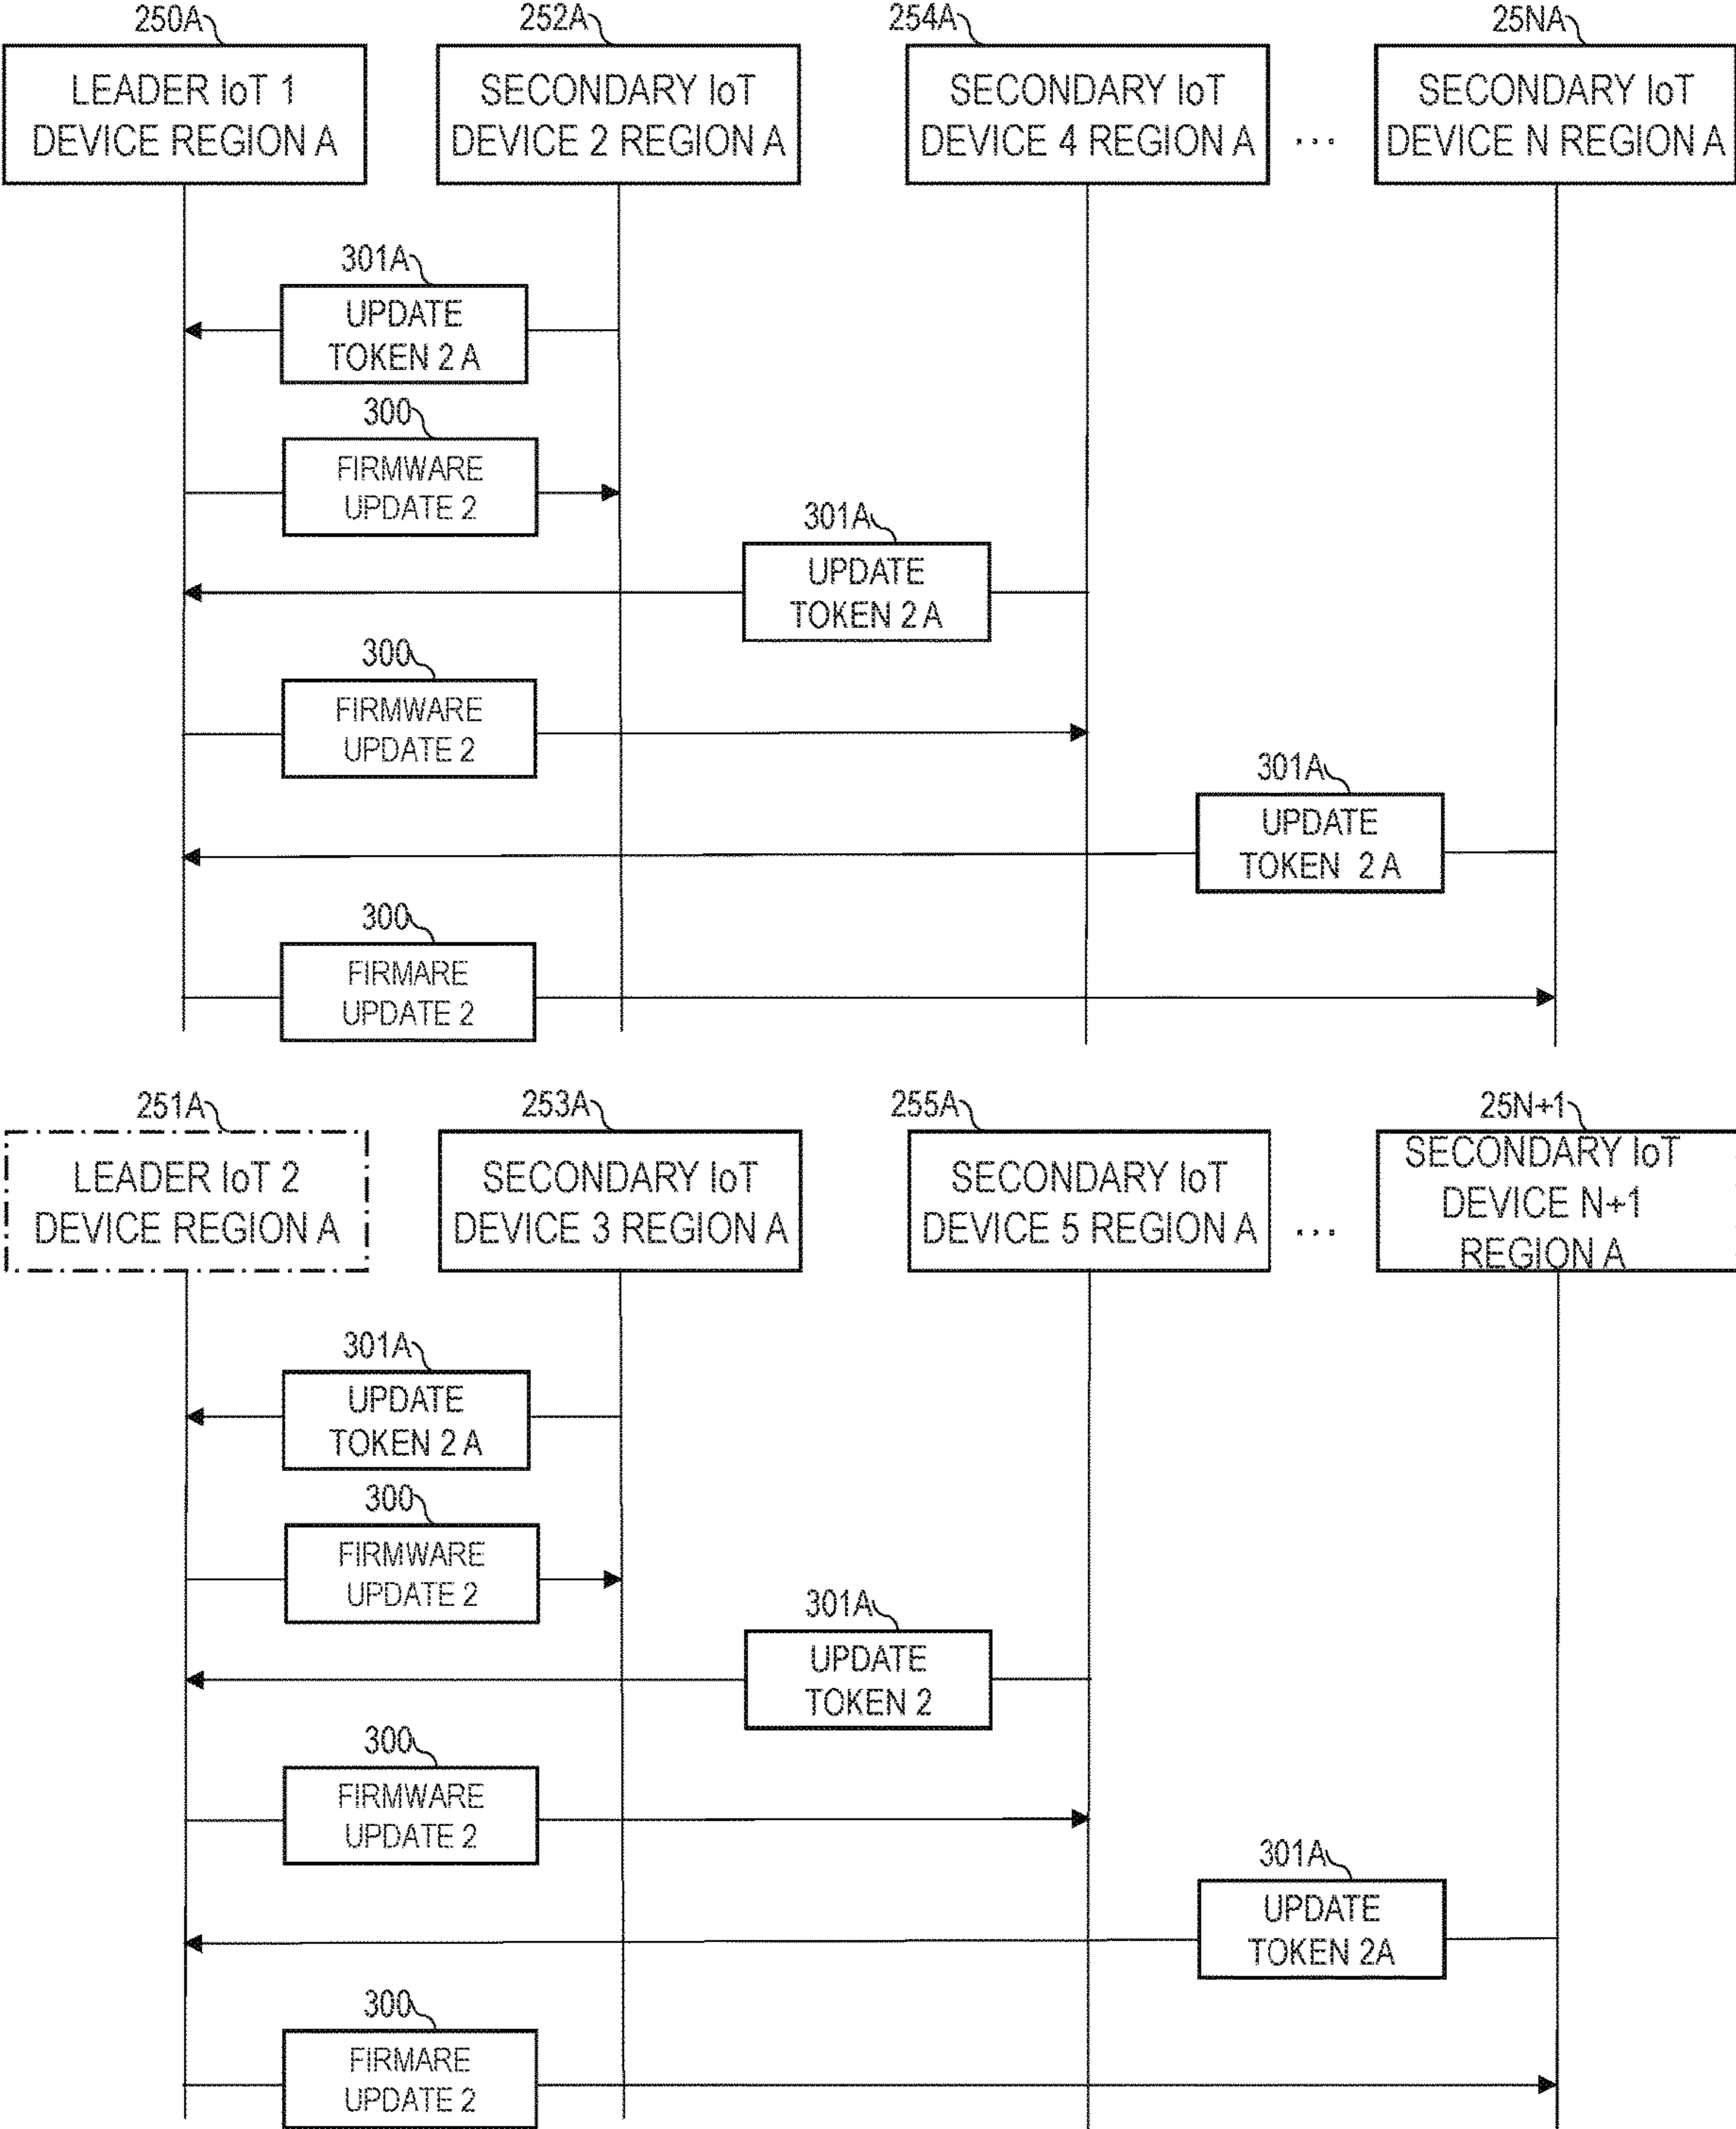 250A
252A
254A
25NA
LEADER IoT 1
DEVICE REGION A
SECONDARY IoT
DEVICE 2 REGION A
SECONDARY IoT
DEVICE 4 REGION A
...
SECONDARY IoT
DEVICE N REGION A
301A
UPDATE
TOKEN 2 A
300
FIRMWARE
UPDATE 2
301A
UPDATE
TOKEN 2 A
300
FIRMWARE
UPDATE 2
301A
UPDATE
TOKEN 2 A
300
FIRMARE
UPDATE 2
251A
253A
255A
25N+1
LEADER IoT 2
DEVICE REGION A
SECONDARY IoT
DEVICE 3 REGION A
SECONDARY IoT
DEVICE 5 REGION A
...
SECONDARY IoT
DEVICE N+1
REGION A
301A
UPDATE
TOKEN 2 A
300
FIRMWARE
UPDATE 2
301A
UPDATE
TOKEN 2
300
FIRMWARE
UPDATE 2
301A
UPDATE
TOKEN 2A
300
FIRMARE
UPDATE 2